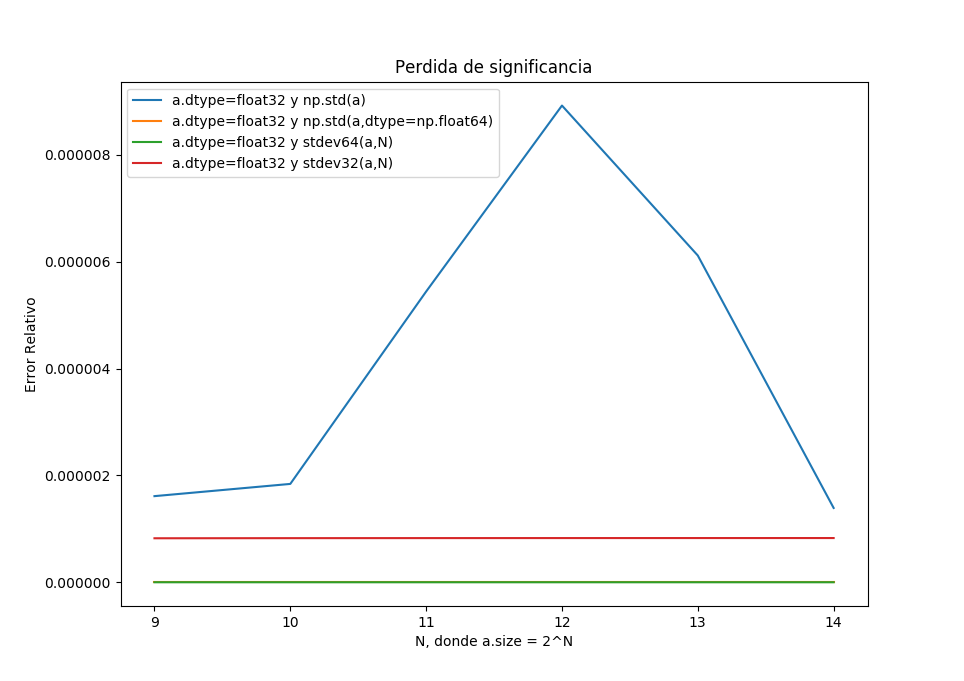 Perdida de significancia
a.dtype=float32 y np.std(a)
a.dtype=float32 y np.std(a,dtype=np.float64)
a.dtype=float32 y stdev64(a,N)
a.dtype=float32 y stdev32(a,N)
0.000008
0.000006
0.000004
0.000002
0.000000
Error Relativo
9 10 11 12 13 14
N, donde a.size = 2^N